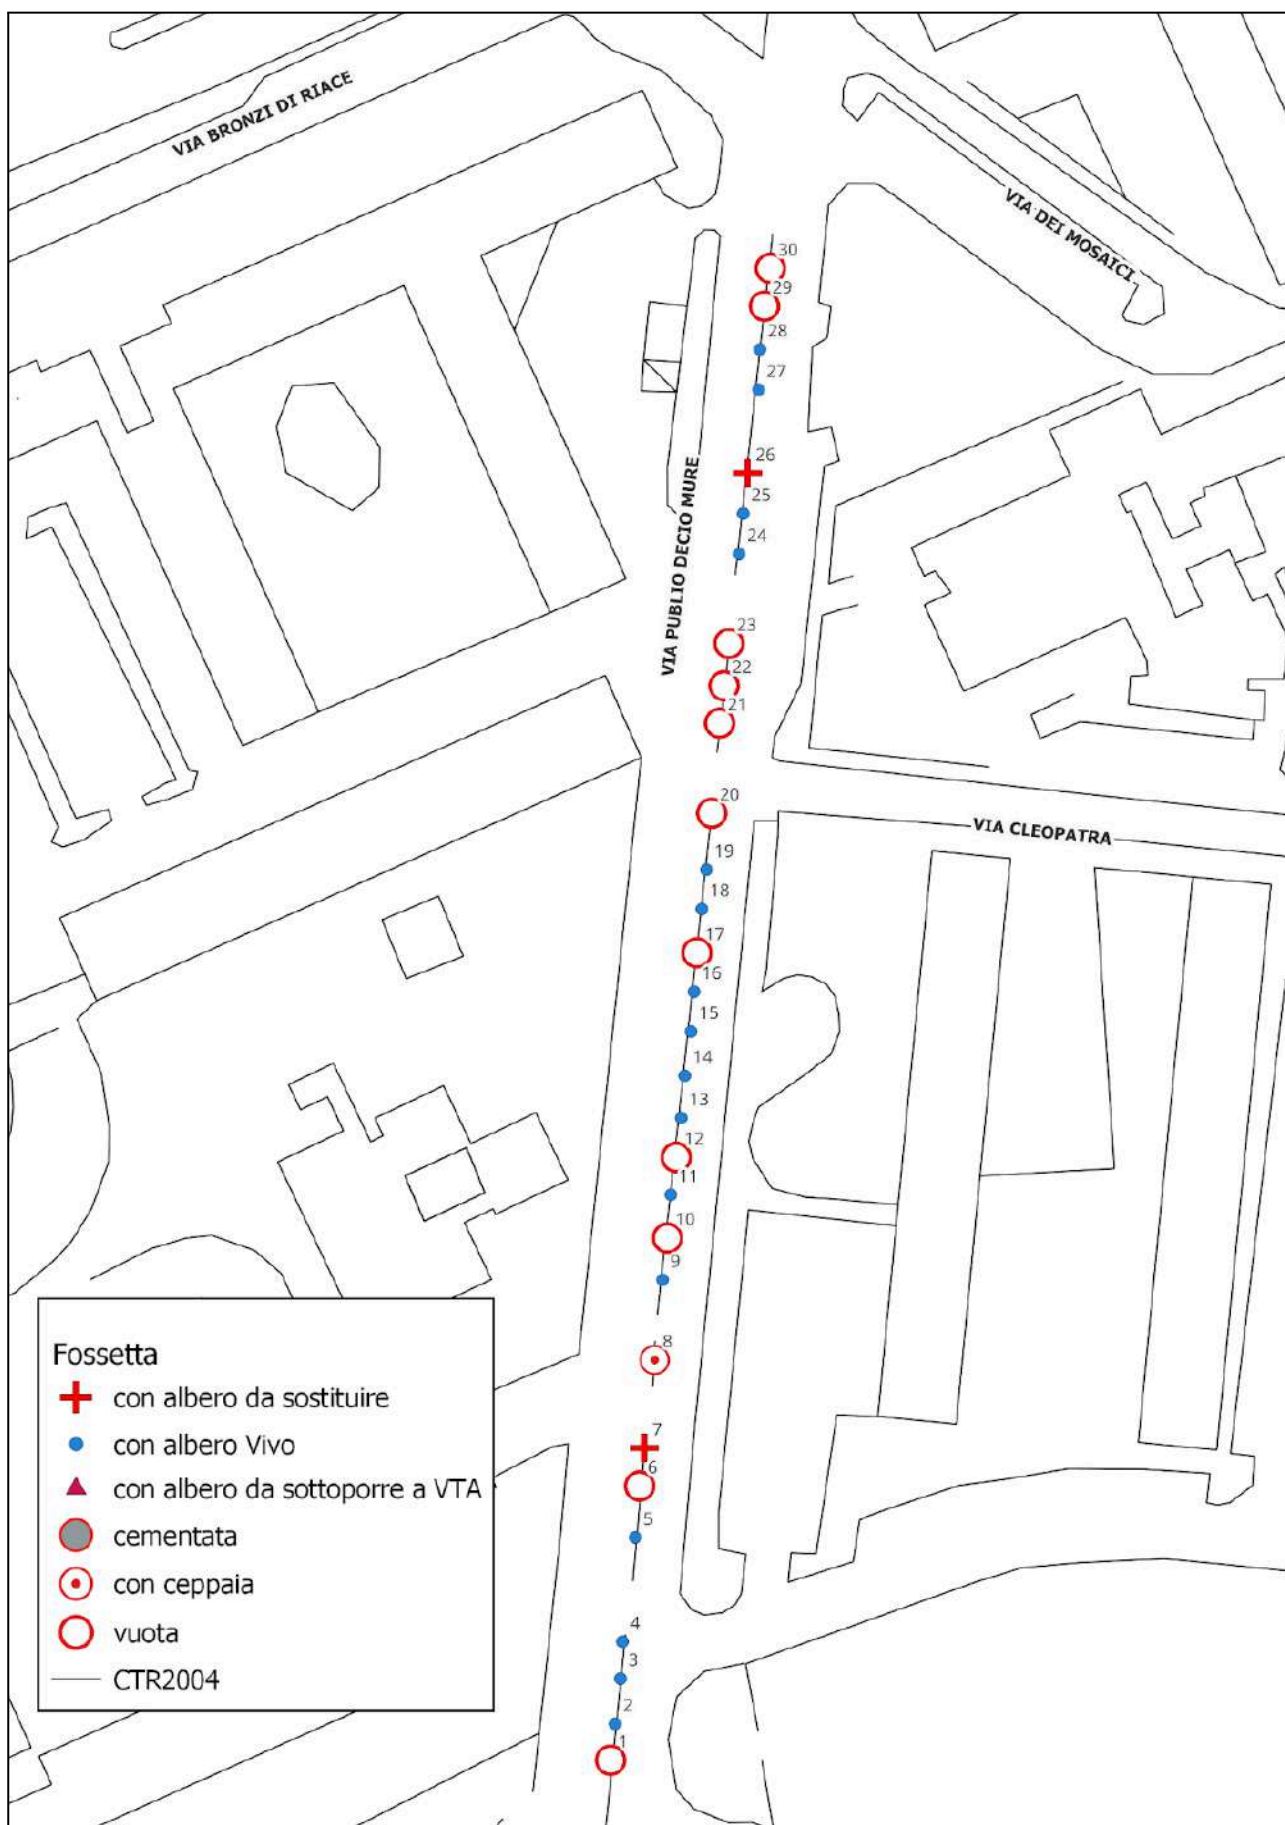 VIA BRONZI DI RIACE
VIA DEI MOSAICI
30
29
28
27
26
25
24
VIA PUBLIO DECIO MURE
23
22
21
20
VIA CLEOPATRA
19
18
17
16
15
14
13
12
11
10
9
8
7
6
5
4
3
2
1
Fossetta
con albero da sostituire
con albero Vivo
con albero da sottoporre a VTA
cementata
con ceppaia
vuota
CTR2004